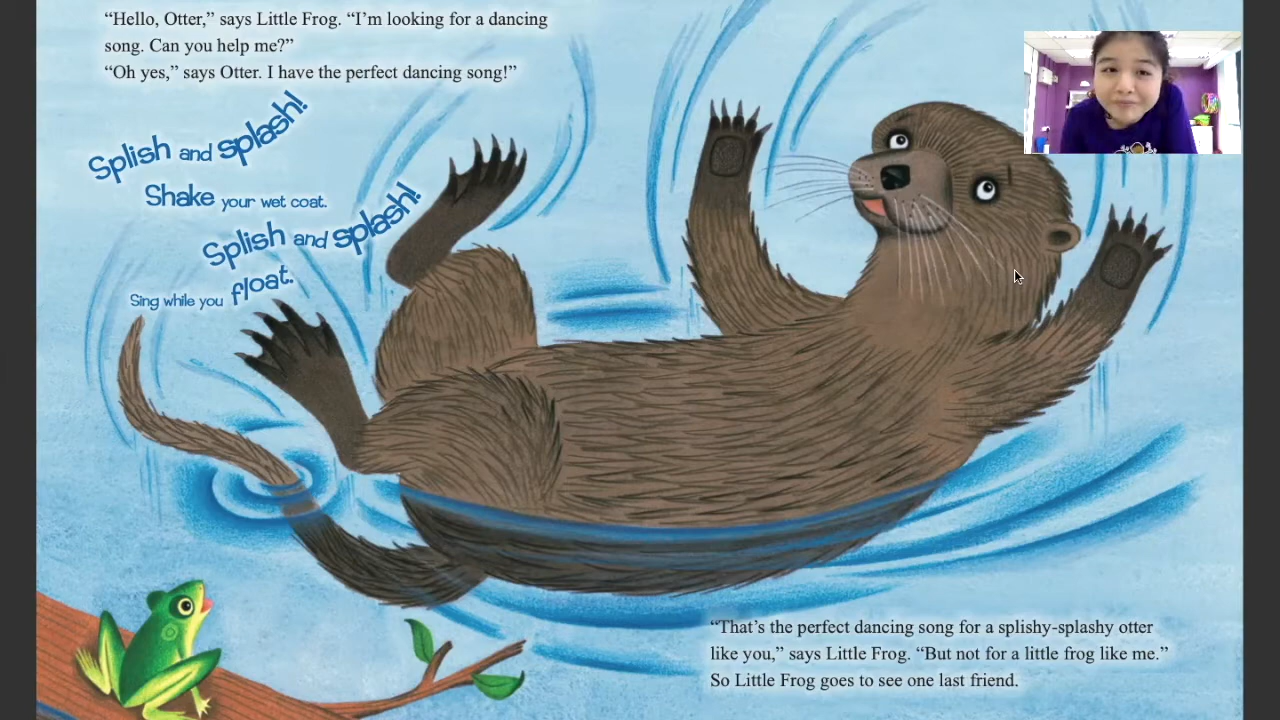 “Hello, Otter,” says Little Frog. “I’m looking for a dancing
song. Can you help me?”
“Oh yes,” says Otter. I have the perfect dancing song!”
Splish and splash!
Shake your wet coat.
Splish and splash!
Sing while you float.
“That’s the perfect dancing song for a splishy-splashy otter
like you,” says Little Frog. “But not for a little frog like me.”
So Little Frog goes to see one last friend.